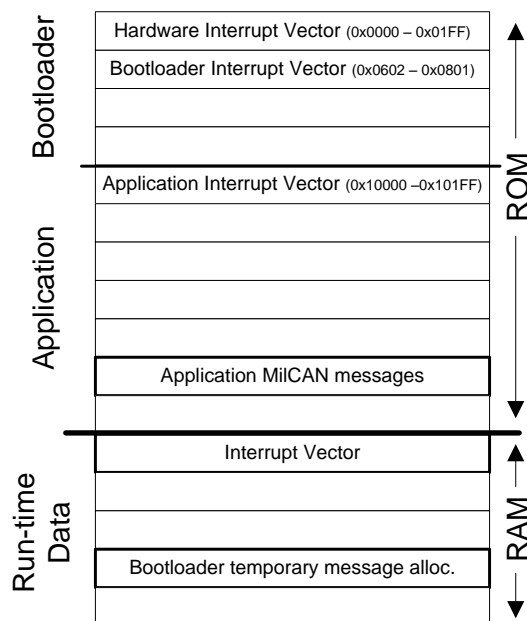 Hardware Interrupt Vector (0x0000 – 0x01FF)
Bootloader Interrupt Vector (0x0602 – 0x0801)
Bootloader
Application Interrupt Vector (0x10000 –0x101FF)
ROM
Application
Application MilCAN messages
Interrupt Vector
Run-time
Data
RAM
Bootloader temporary message alloc.